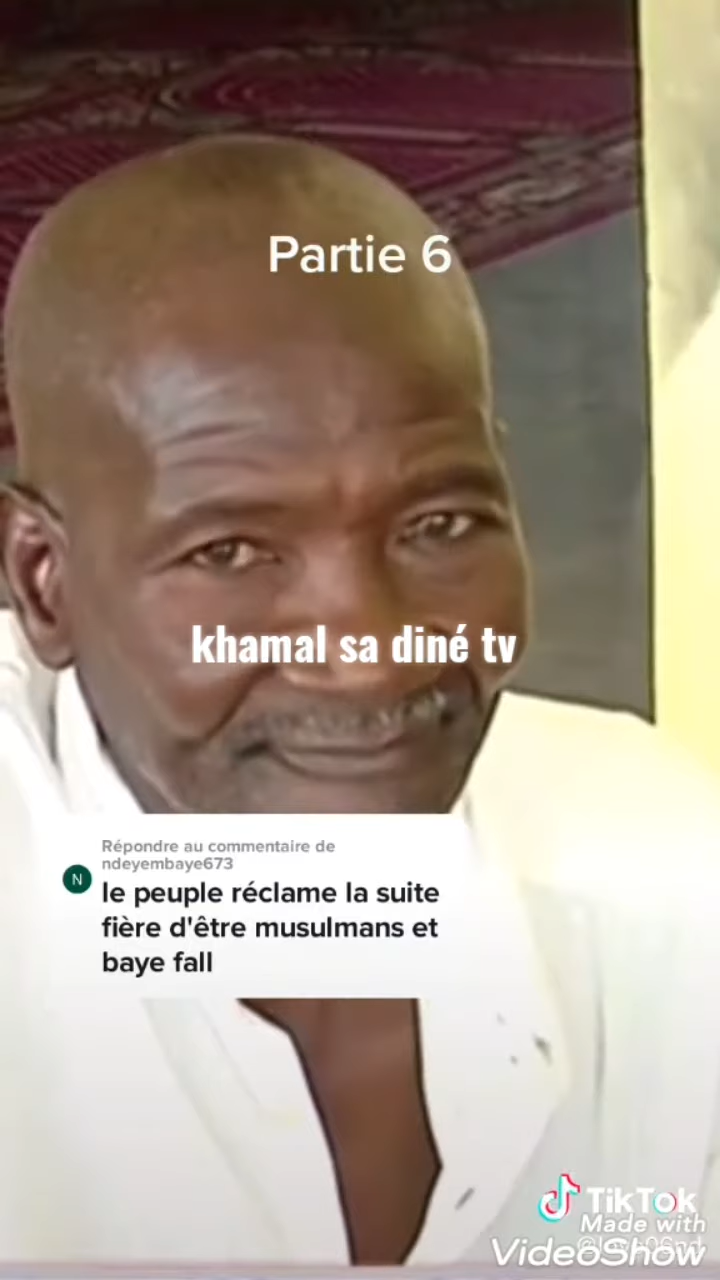 Partie 6
khamal sa diné tv
Répondre au commentaire de
ndeyembaye673
N
le peuple réclame la suite
fière d'être musulmans et
baye fall
TikTok
Made with
VideoShow